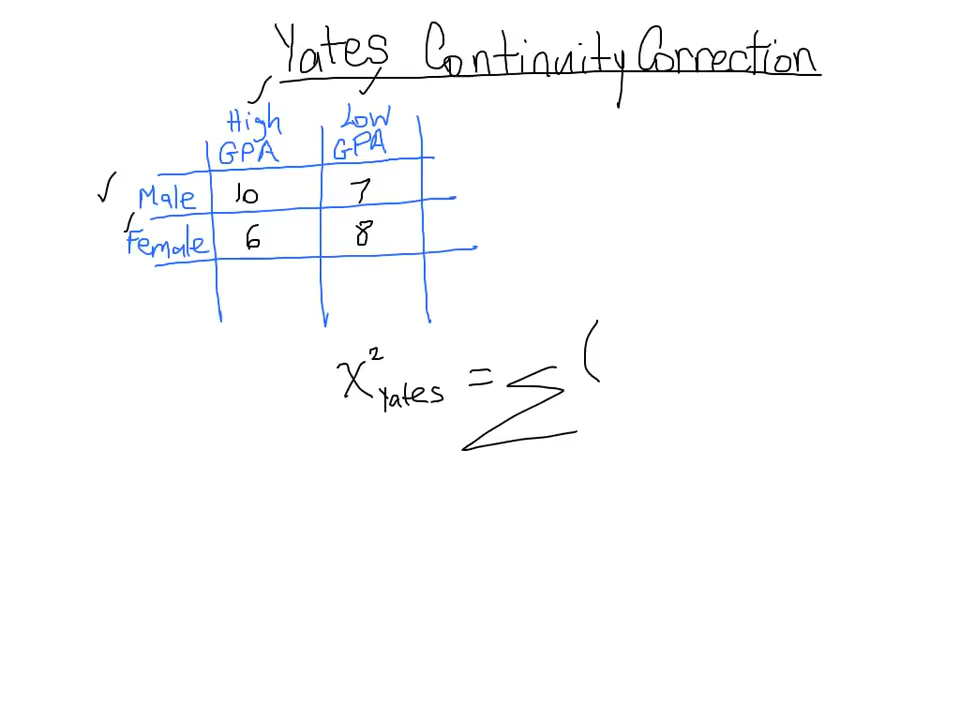 Yates Continuity Correction
High GPA Low GPA
Male 10 7
Female 6 8
χ²Yates = Σ (